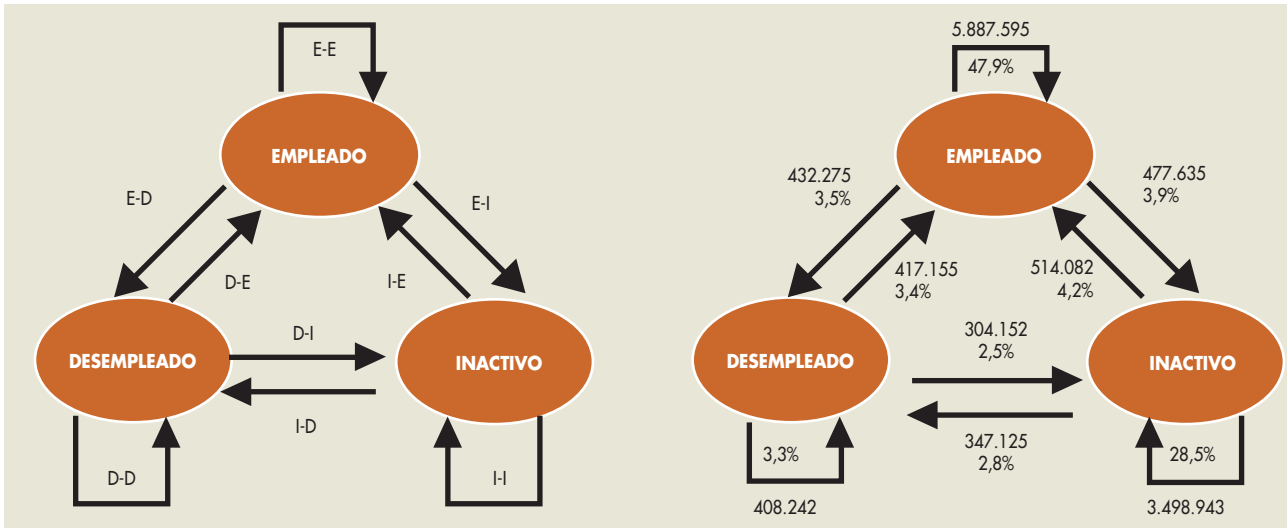 E-E
EMPLEADO
E-D
E-I
D-E
I-E
D-I
DESEMPLEADO
INACTIVO
I-D
D-D
I-I
5.887.595
47,9%
EMPLEADO
432.275
3,5%
477.635
3,9%
417.155
3,4%
514.082
4,2%
304.152
2,5%
DESEMPLEADO
INACTIVO
347.125
2,8%
3,3%
408.242
28,5%
3.498.943